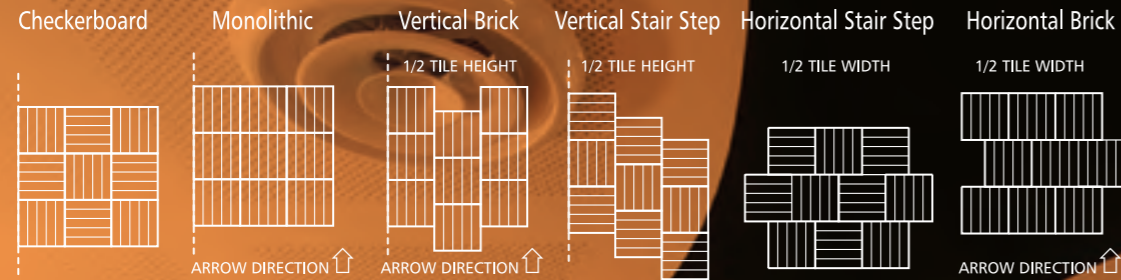 Checkerboard
Monolithic
Vertical Brick
Vertical Stair Step
Horizontal Stair Step
Horizontal Brick
1/2 TILE HEIGHT
1/2 TILE HEIGHT
1/2 TILE WIDTH
1/2 TILE WIDTH
ARROW DIRECTION
ARROW DIRECTION
ARROW DIRECTION